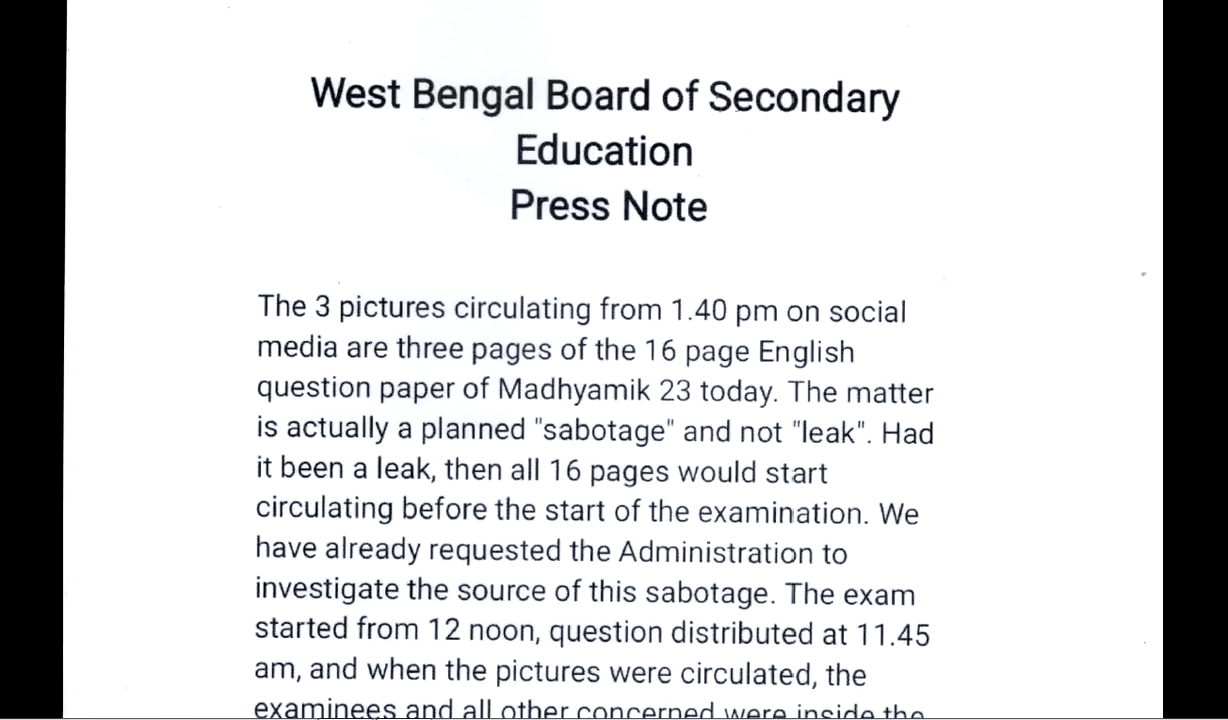 West Bengal Board of Secondary
Education
Press Note
The 3 pictures circulating from 1.40 pm on social
media are three pages of the 16 page English
question paper of Madhyamik 23 today. The matter
is actually a planned "sabotage" and not "leak". Had
it been a leak, then all 16 pages would start
circulating before the start of the examination. We
have already requested the Administration to
investigate the source of this sabotage. The exam
started from 12 noon, question distributed at 11.45
am, and when the pictures were circulated, the
examinees and all other concerned were inside the